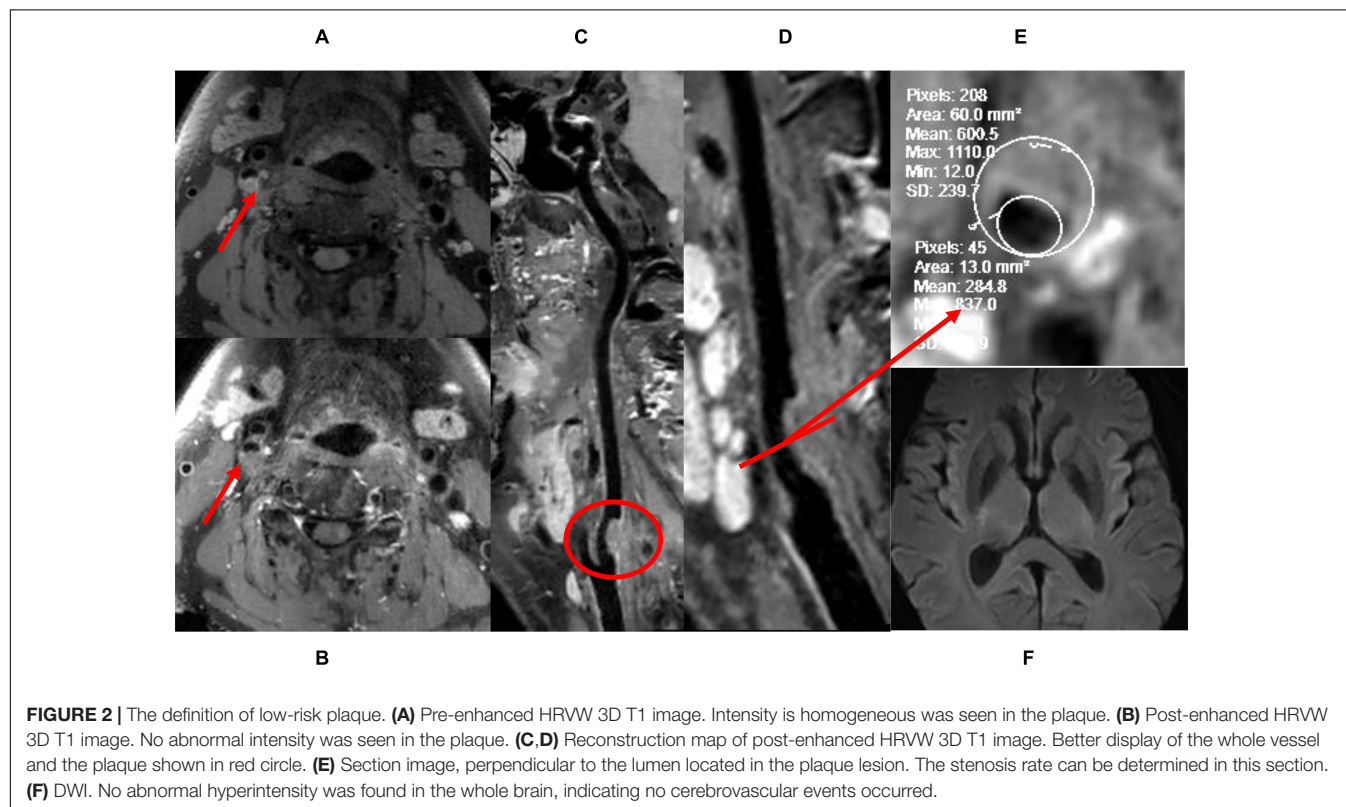 A
C
D
E
Pixels: 208
Area: 60.0 mm²
Mean: 600.5
Max: 1110.0
Min: 12.0
SD: 239.7
Pixels: 45
Area: 13.0 mm²
Mean: 284.8
837.0
SD:
B
F
FIGURE 2 | The definition of low-risk plaque. (A) Pre-enhanced HRVW 3D T1 image. Intensity is homogeneous was seen in the plaque. (B) Post-enhanced HRVW
3D T1 image. No abnormal intensity was seen in the plaque. (C,D) Reconstruction map of post-enhanced HRVW 3D T1 image. Better display of the whole vessel
and the plaque shown in red circle. (E) Section image, perpendicular to the lumen located in the plaque lesion. The stenosis rate can be determined in this section.
(F) DWI. No abnormal hyperintensity was found in the whole brain, indicating no cerebrovascular events occurred.